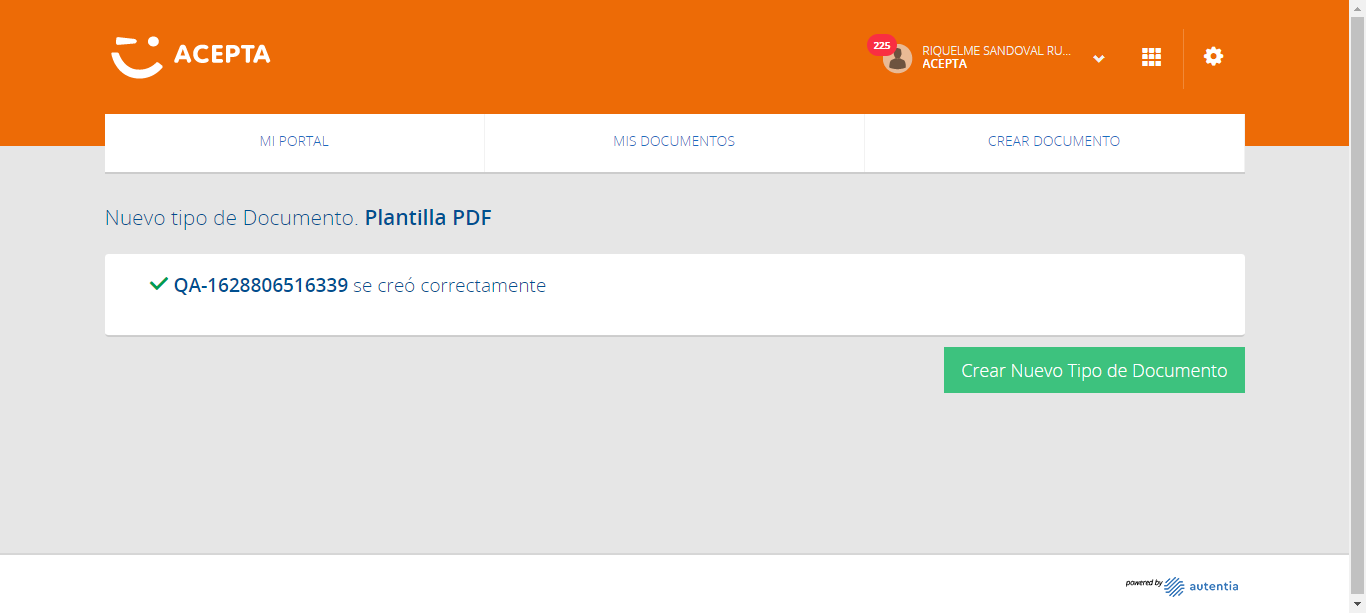 ACEPTA
225
RIQUELME SANDOVAL RU...
ACEPTA
MI PORTAL
MIS DOCUMENTOS
CREAR DOCUMENTO
Nuevo tipo de Documento. Plantilla PDF
QA-1628806516339 se creó correctamente
Crear Nuevo Tipo de Documento
powered by autentia